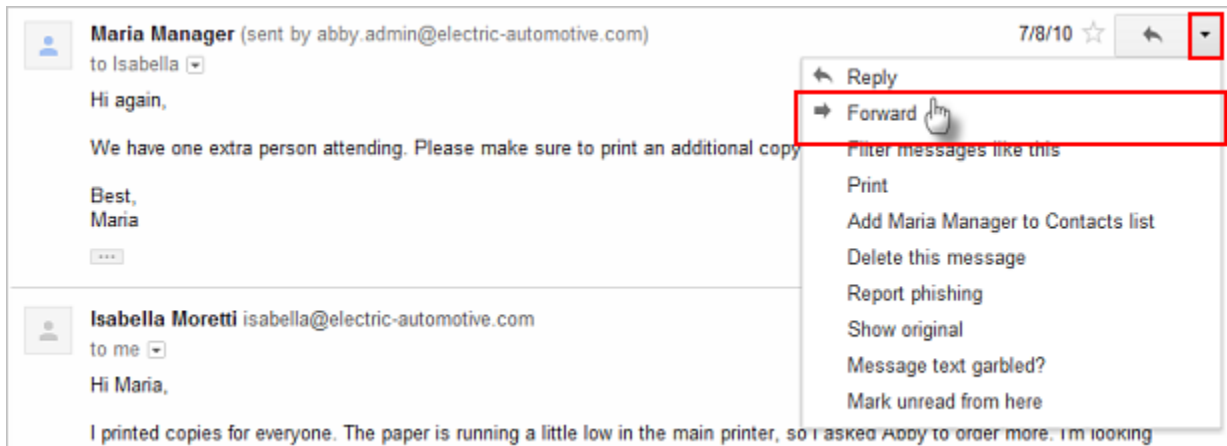 Maria Manager (sent by abby.admin@electric-automotive.com) 7/8/10
to Isabella
Hi again,
We have one extra person attending. Please make sure to print an additional copy
Best,
Maria
Reply
Forward
Filter messages like this
Print
Add Maria Manager to Contacts list
Delete this message
Report phishing
Show original
Message text garbled?
Mark unread from here
Isabella Moretti isabella@electric-automotive.com
to me
Hi Maria,
I printed copies for everyone. The paper is running a little low in the main printer, so I asked Abby to order more. I'm looking